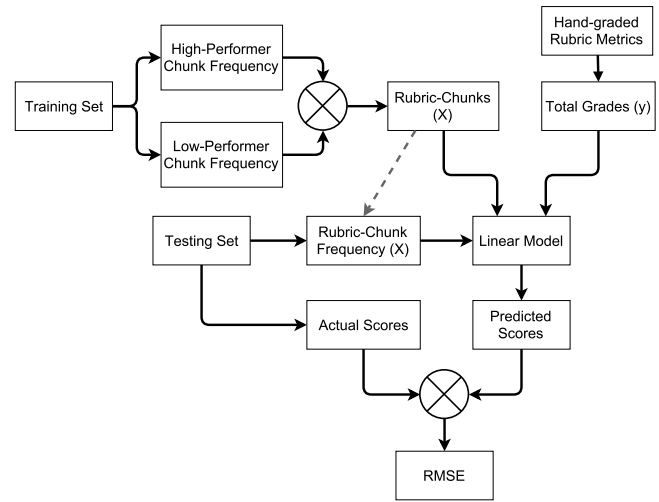 Hand-graded
Rubric Metrics
High-Performer
Chunk Frequency
Training Set
Rubric-Chunks
(X)
Total Grades (y)
Low-Performer
Chunk Frequency
Testing Set
Rubric-Chunk
Frequency (X)
Linear Model
Actual Scores
Predicted
Scores
RMSE